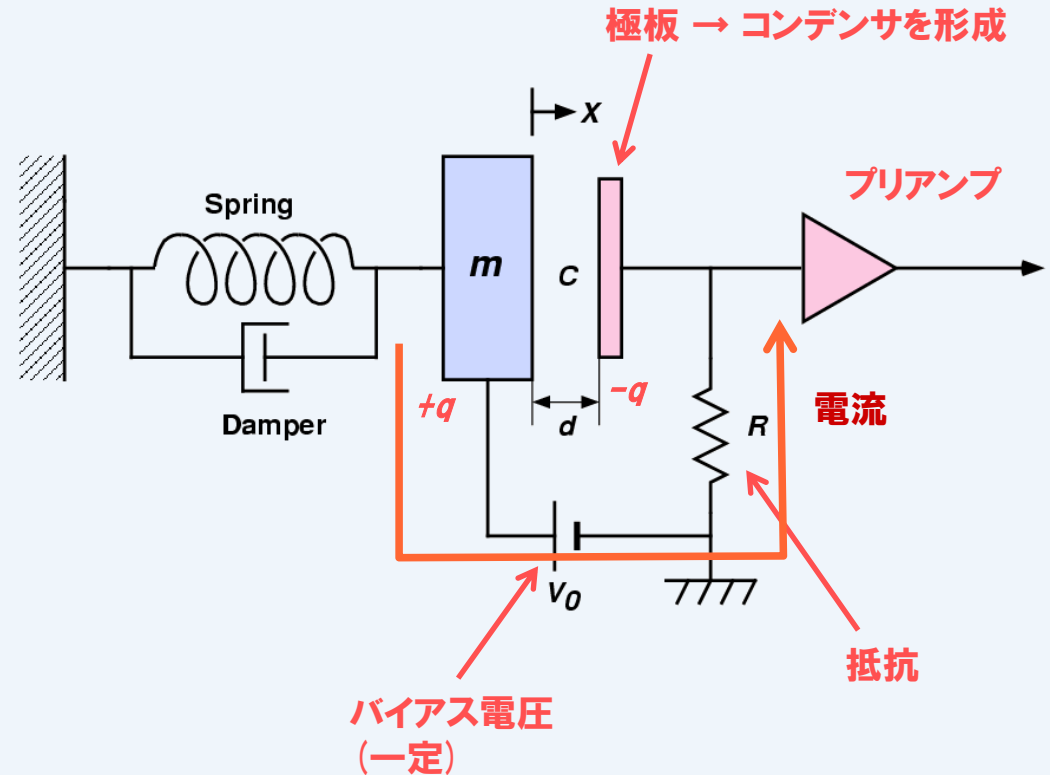 極板 → コンデンサを形成
X
プリアンプ
Spring
m
C
+q
-q
d
R
電流
Damper
V0
抵抗
バイアス電圧
(一定)